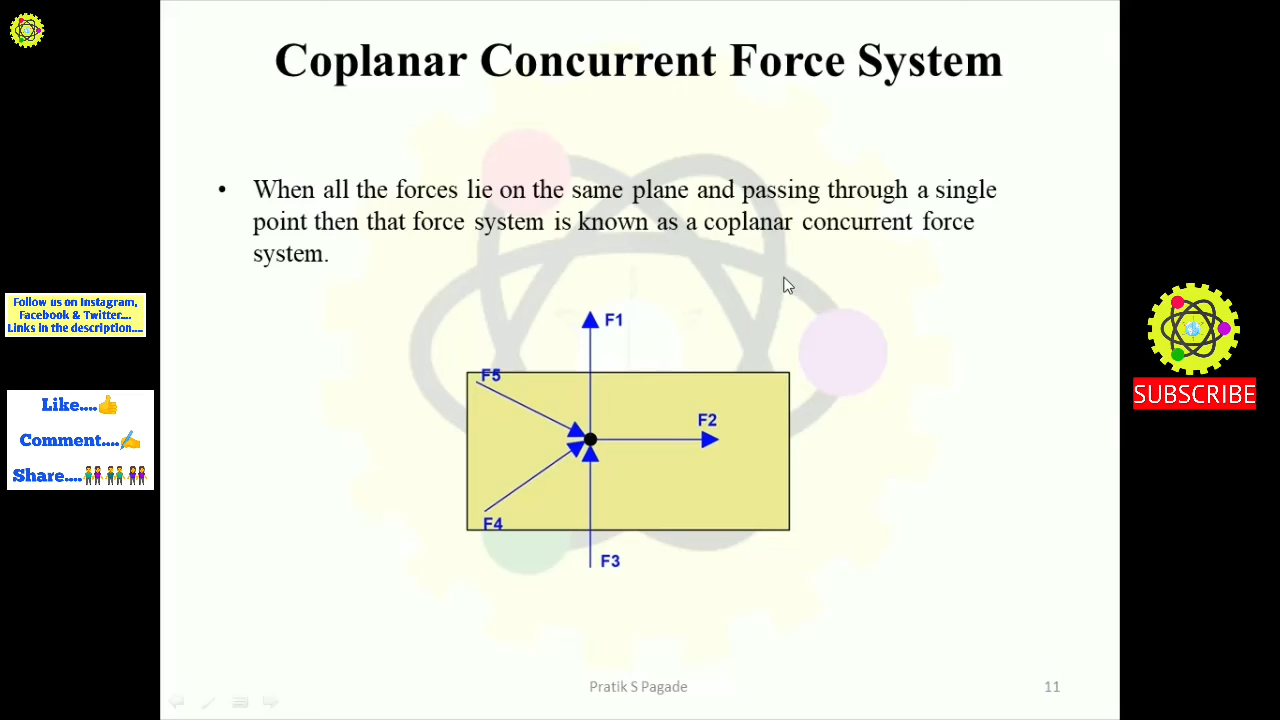 Coplanar Concurrent Force System
• When all the forces lie on the same plane and passing through a single
point then that force system is known as a coplanar concurrent force
system.
Follow us on Instagram,
Facebook & Twitter....
Links in the description....
Like....👍
Comment....✍
Share....👬👭
SUBSCRIBE
F1
F5
F2
F4
F3
Pratik S Pagade
11